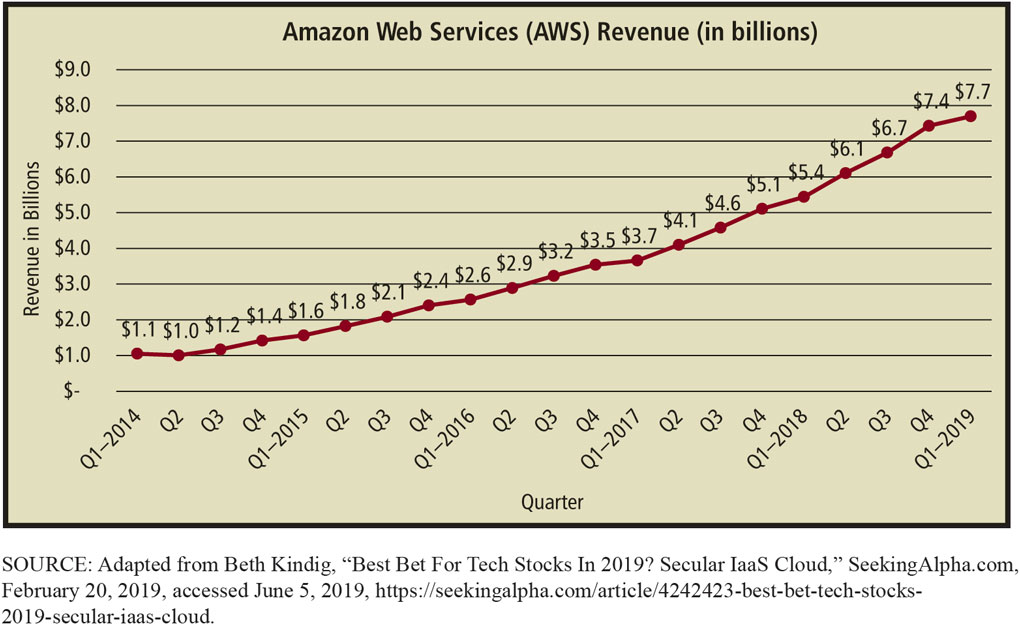 Amazon Web Services (AWS) Revenue (in billions)
$9.0
$8.0
$7.0
$6.0
$5.0
$4.0
$3.0
$2.0
$1.0
$-
Revenue in Billions
$1.1 $1.0 $1.2 $1.4 $1.6 $1.8 $2.1 $2.4 $2.6 $2.9 $3.2 $3.5 $3.7 $4.1 $4.6 $5.1 $5.4 $6.1 $6.7 $7.4 $7.7
Q1–2014 Q2 Q3 Q4 Q1–2015 Q2 Q3 Q4 Q1–2016 Q2 Q3 Q4 Q1–2017 Q2 Q3 Q4 Q1–2018 Q2 Q3 Q4 Q1–2019
Quarter
SOURCE: Adapted from Beth Kindig, “Best Bet For Tech Stocks In 2019? Secular IaaS Cloud,” SeekingAlpha.com,
February 20, 2019, accessed June 5, 2019, https://seekingalpha.com/article/4242423-best-bet-tech-stocks-
2019-secular-iaas-cloud.